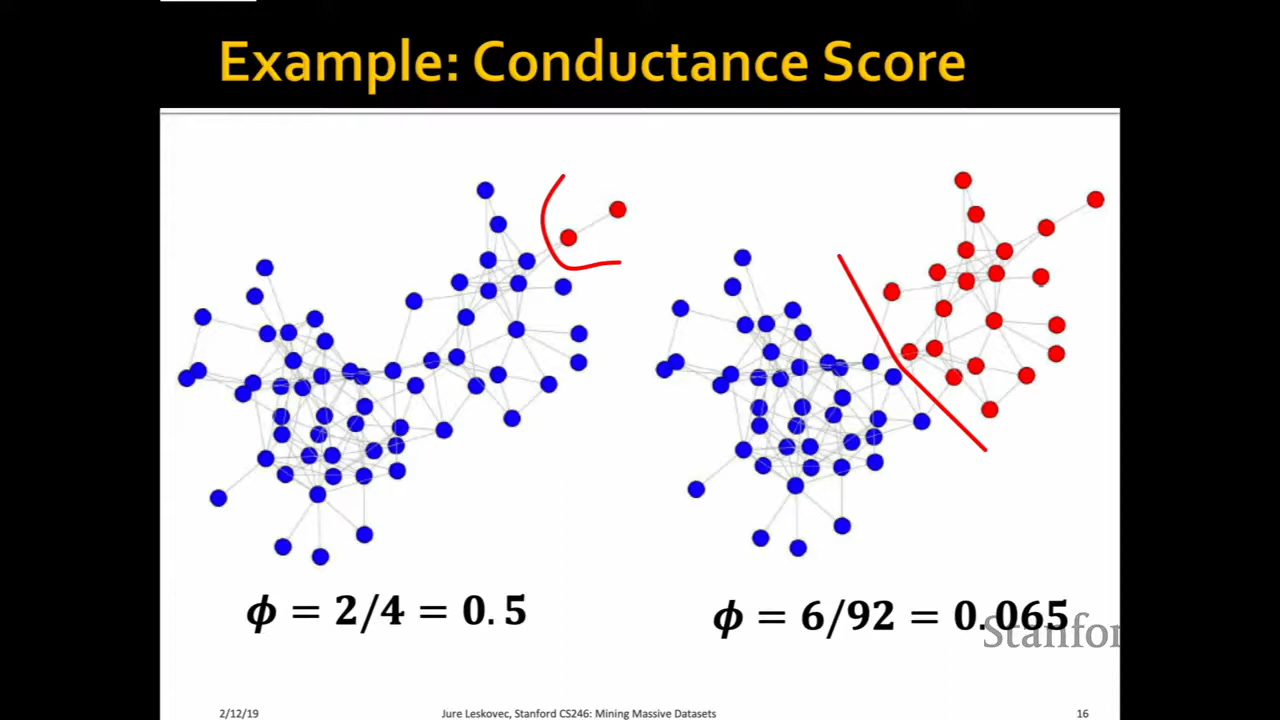 Example: Conductance Score
ϕ = 2/4 = 0.5
ϕ = 6/92 = 0.065
Stanfor
2/12/19
Jure Leskovec, Stanford CS246: Mining Massive Datasets
16